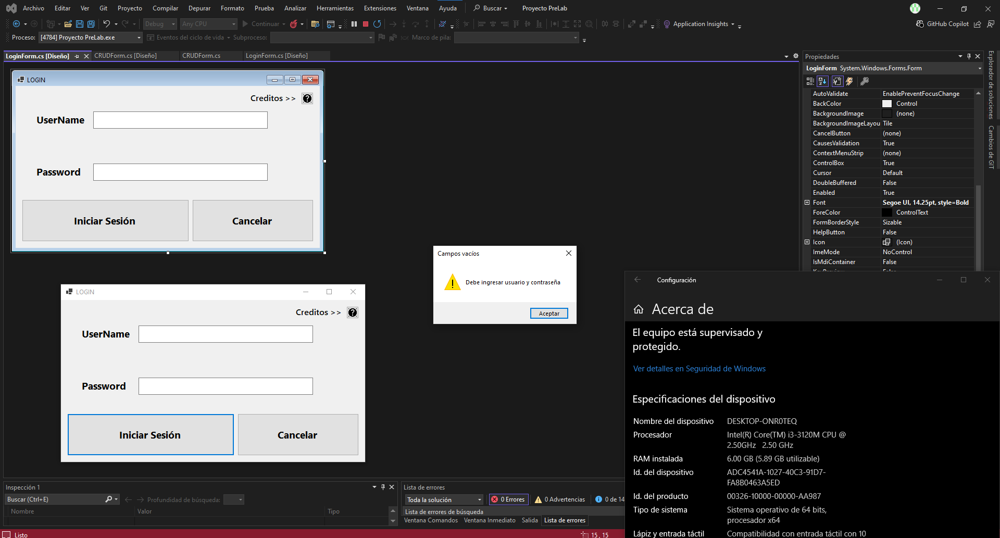 Archivo Editar Ver Git Proyecto Compilar Depurar Formato Prueba Analizar Herramientas Extensiones Ventana Ayuda Buscar Proyecto PreLab
Debug Any CPU Continuar Application Insights GitHub Copilot
Proceso: [4784] Proyecto PreLab.exe Eventos del ciclo de vida Subproceso: Marco de pila:
LoginForm.cs [Diseño] CRUDForm.cs [Diseño] CRUDForm.cs LoginForm.cs [Diseño]
LOGIN
Creditos >>
UserName
Password
Iniciar Sesión Cancelar
LOGIN
Creditos >>
UserName
Password
Iniciar Sesión Cancelar
Campos vacíos
Debe ingresar usuario y contraseña
Aceptar
Propiedades
LoginForm System.Windows.Forms.Form
AutoValidate EnablePreventFocusChange
BackColor Control
BackgroundImage (none)
BackgroundImageLayou Tile
CancelButton (none)
CausesValidation True
ContextMenuStrip (none)
ControlBox True
Cursor Default
DoubleBuffered False
Enabled True
Font Segoe UI, 14.25pt, style=Bold
ForeColor ControlText
FormBorderStyle Sizable
HelpButton False
Icon (Icon)
ImeMode NoControl
IsMdiContainer False
Explorador de soluciones
Cambios de GIT
Configuración
Acerca de
El equipo está supervisado y
protegido.
Ver detalles en Seguridad de Windows
Especificaciones del dispositivo
Nombre del dispositivo DESKTOP-ONR0TEQ
Procesador Intel(R) Core(TM) i3-3120M CPU @
2.50GHz 2.50 GHz
RAM instalada 6.00 GB (5.89 GB utilizable)
Id. del dispositivo ADC4541A-1027-40C3-91D7-
FA8B0463A5ED
Id. del producto 00326-10000-00000-AA987
Tipo de sistema Sistema operativo de 64 bits,
procesador x64
Lápiz y entrada táctil Compatibilidad con entrada táctil con 10
Inspección 1
Buscar (Ctrl+E) Profundidad de búsqueda:
Nombre Valor Tipo
Lista de errores
Toda la solución 0 Errores 0 Advertencias 0 de 14
Lista de errores de búsqueda
Ventana Comandos Ventana Inmediato Salida Lista de errores
Listo 15 , 15